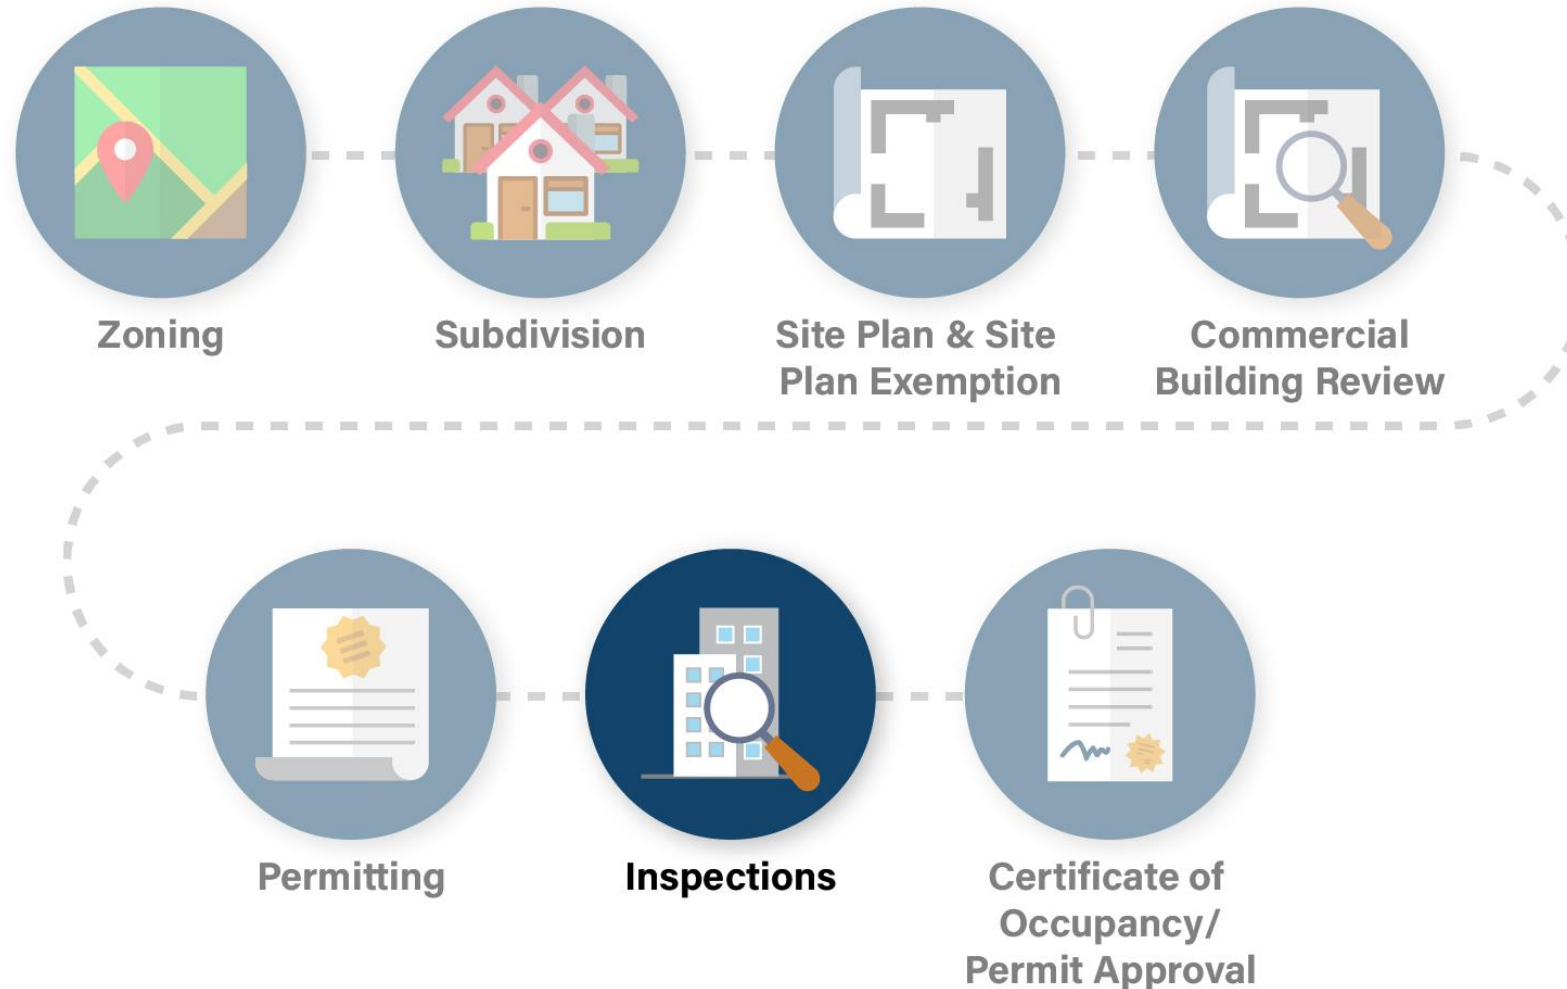 Zoning
Subdivision
Site Plan & Site
Plan Exemption
Commercial
Building Review
Permitting
Inspections
Certificate of
Occupancy/
Permit Approval